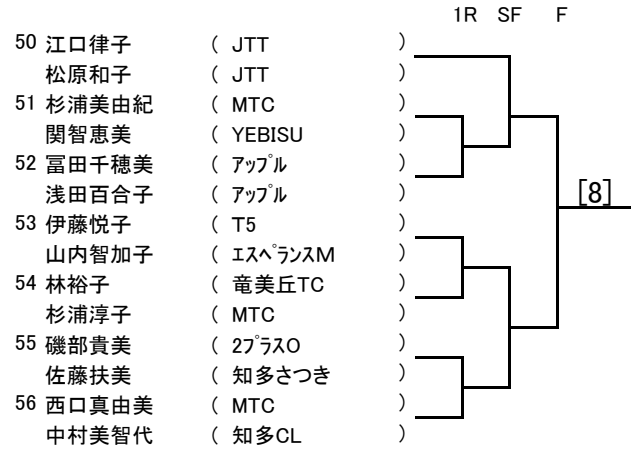 1R SF F
50 江口律子 ( JTT )
松原和子 ( JTT )
51 杉浦美由紀 ( MTC )
関智恵美 ( YEBISU )
52 冨田千穂美 ( ｱｯﾌﾟﾙ )
浅田百合子 ( ｱｯﾌﾟﾙ )
[8]
53 伊藤悦子 ( T5 )
山内智加子 ( ｴｽﾍﾟﾗﾝｽM )
54 林裕子 ( 竜美丘TC )
杉浦淳子 ( MTC )
55 磯部貴美 ( 2ﾌﾟﾗｽO )
佐藤扶美 ( 知多さつき )
56 西口真由美 ( MTC )
中村美智代 ( 知多CL )